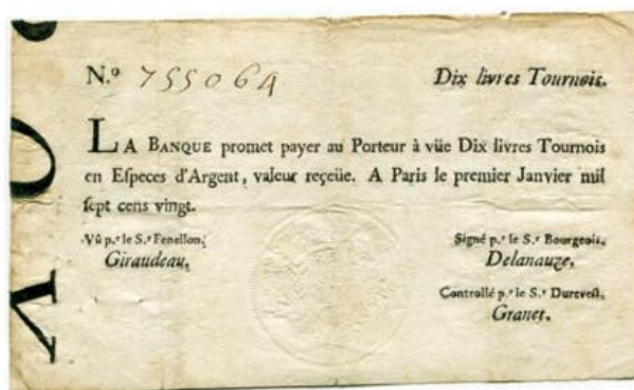 N.º 755064 Dix livres Tournois.
LA BANQUE promet payer au Porteur à vüe Dix livres Tournois
en Eſpeces d'Argent, valeur reçeüe. A Paris le premier Janvier mil
ſept cens vingt.
Vû p.r le S.r Fenellon, Signé p.r le S.r Bourgeois.
Giraudeau, Delanauze,
Controllé p.r le S.r Durevest,
Granet.